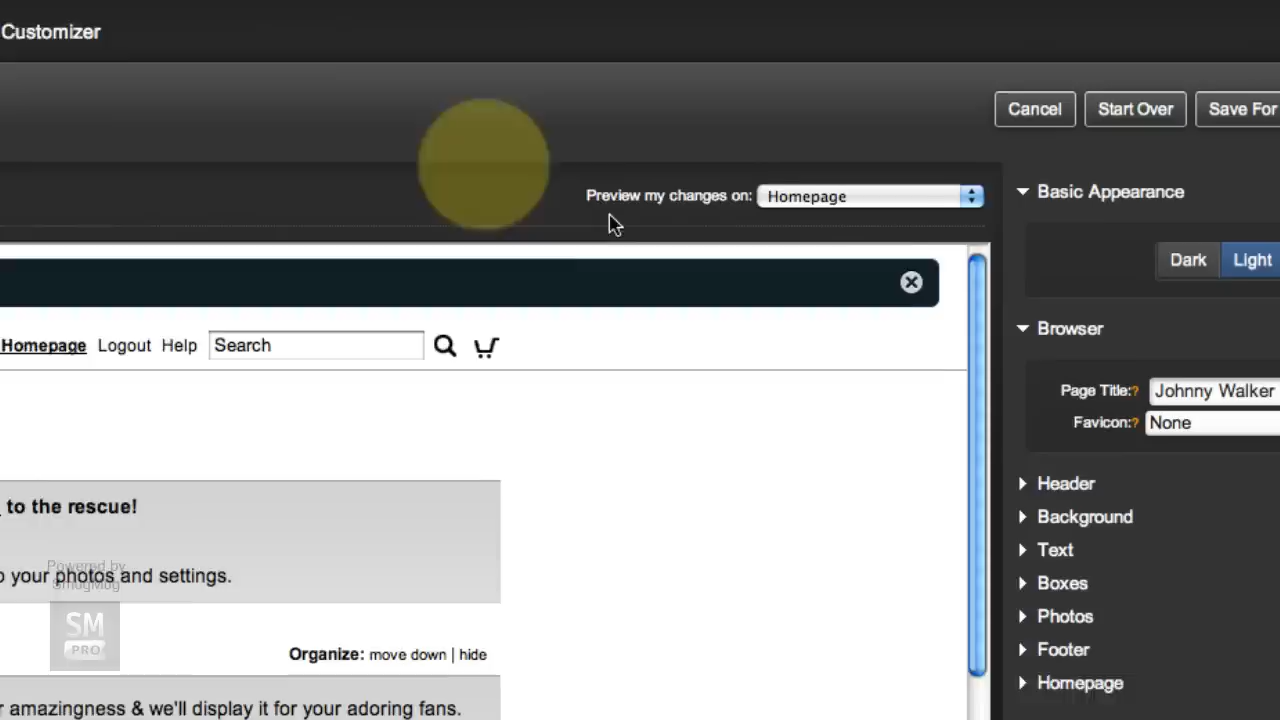 Customizer
Cancel
Start Over
Save For
Preview my changes on:
Homepage
Basic Appearance
Dark
Light
Homepage
Logout
Help
Search
Browser
Page Title:?
Johnny Walker
Favicon:?
None
Header
Background
Text
Boxes
Photos
Footer
Homepage
to the rescue!
your photos and settings.
Powered by
SmugMug
SM
PRO
Organize: move down | hide
amazingness & we'll display it for your adoring fans.